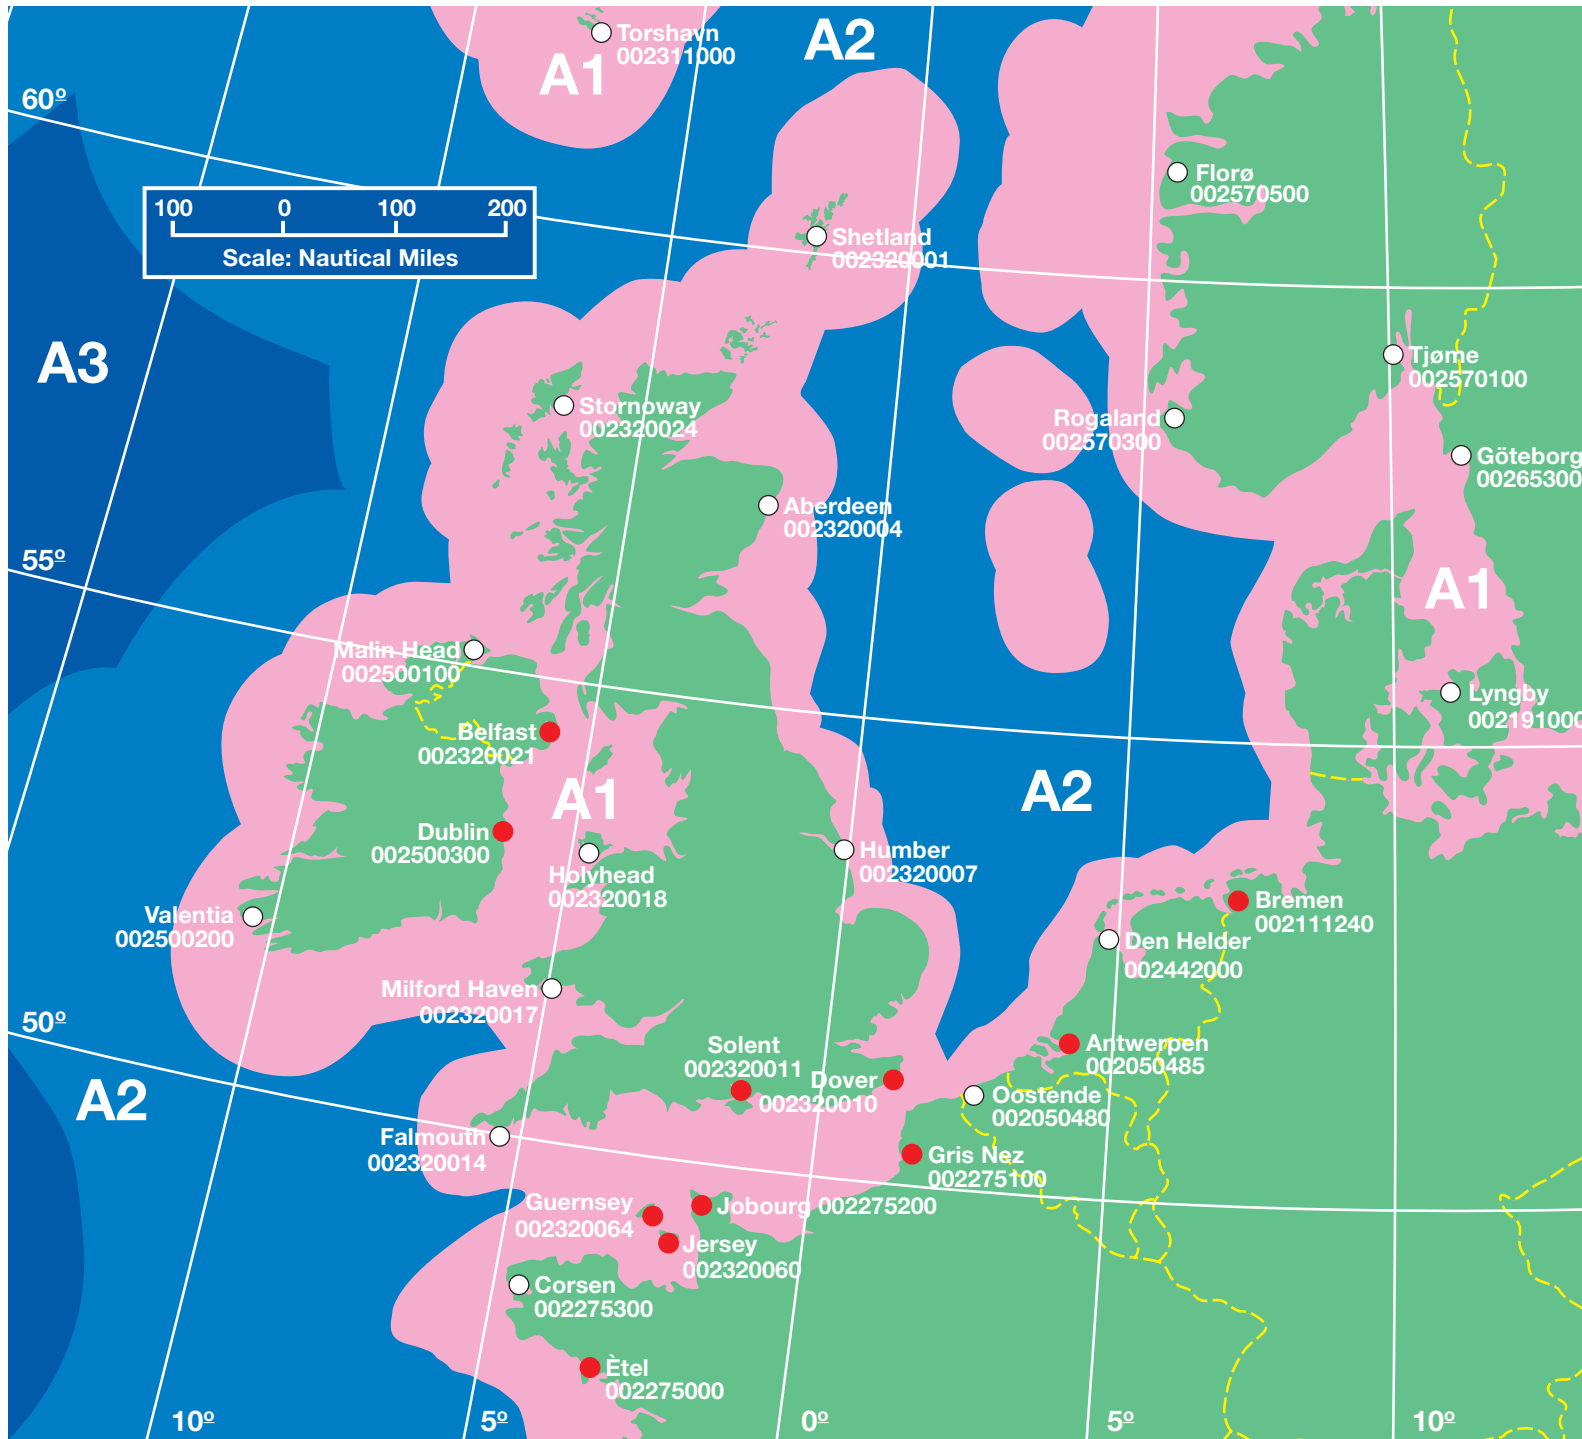 Torshavn
002311000
A1
A2
60º
100 0 100 200
Scale: Nautical Miles
Florø
002570500
Shetland
002320001
A3
Tjøme
002570100
Stornoway
002320024
Rogaland
002570300
Göteborg
00265300
Aberdeen
002320004
55º
A1
Malin Head
002500100
Lyngby
002191000
Belfast
002320021
A1
A2
Dublin
002500300
Holyhead
002320018
Humber
002320007
Valentia
002500200
Bremen
002111240
Den Helder
002442000
Milford Haven
002320017
50º
Solent
002320011
Antwerpen
002050485
A2
Dover
002320010
Oostende
002050480
Falmouth
002320014
Gris Nez
002275100
Guernsey
002320064
Jobourg 002275200
Jersey
002320060
Corsen
002275300
Ètel
002275000
10º 5º 0º 5º 10º